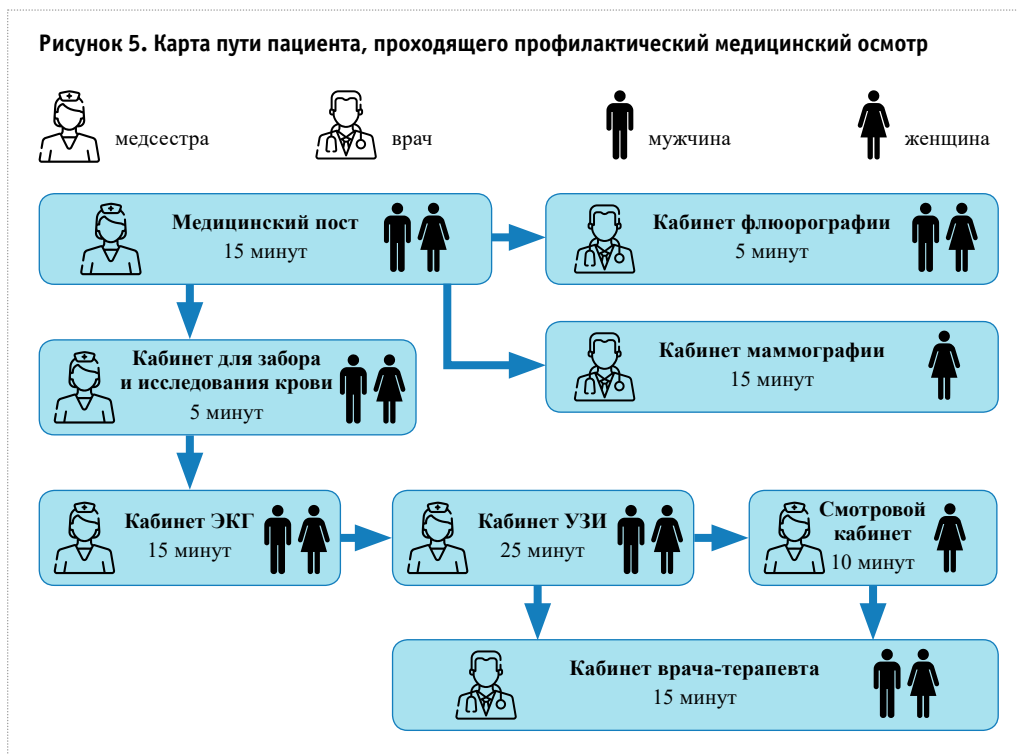 Рисунок 5. Карта пути пациента, проходящего профилактический медицинский осмотр
медсестра
врач
мужчина
женщина
Медицинский пост
15 минут
Кабинет флюорографии
5 минут
Кабинет маммографии
15 минут
Кабинет для забора
и исследования крови
5 минут
Кабинет ЭКГ
15 минут
Кабинет УЗИ
25 минут
Смотровой
кабинет
10 минут
Кабинет врача-терапевта
15 минут